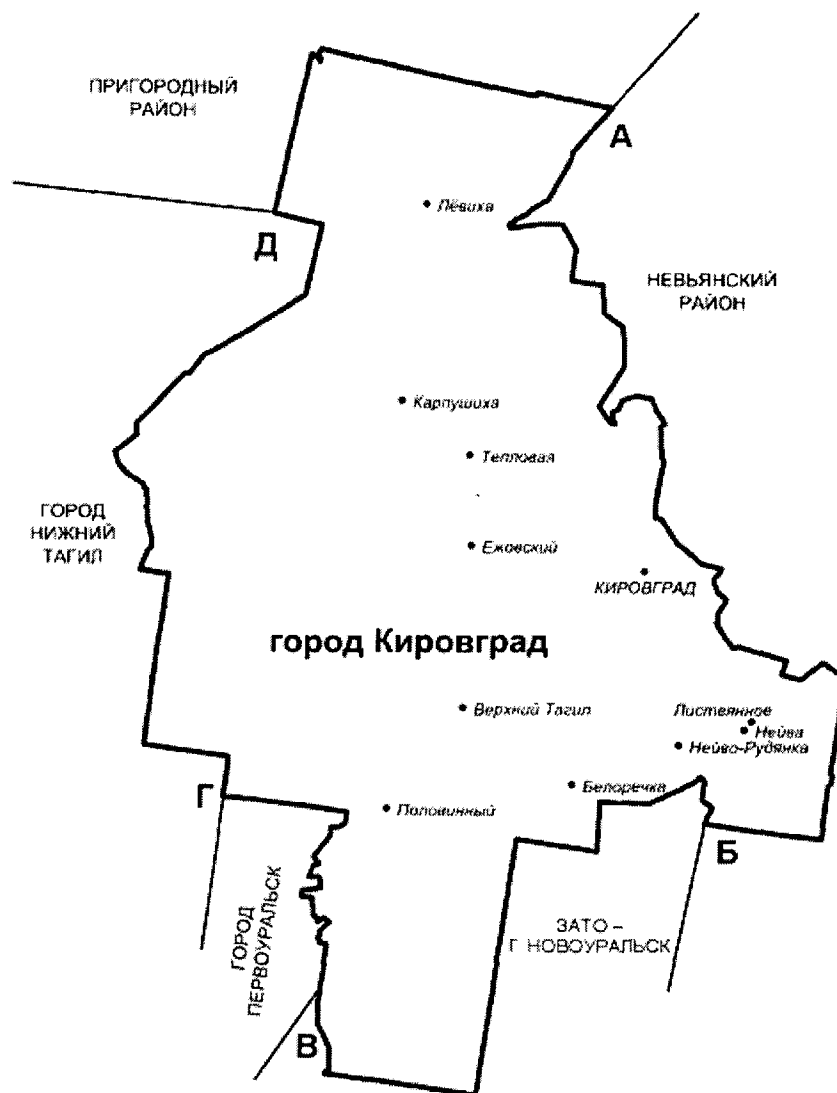 ПРИГОРОДНЫЙ
РАЙОН
А
Лёвиха
Д
НЕВЬЯНСКИЙ
РАЙОН
Карпушиха
Тепловая
ГОРОД
НИЖНИЙ
ТАГИЛ
Ежовский
КИРОВГРАД
город Кировград
Верхний Тагил
Листвянное
Нейва
Нейво-Рудянка
Белоречка
Г
Половинный
Б
ГОРОД
ПЕРВОУРАЛЬСК
ЗАТО –
Г. НОВОУРАЛЬСК
В